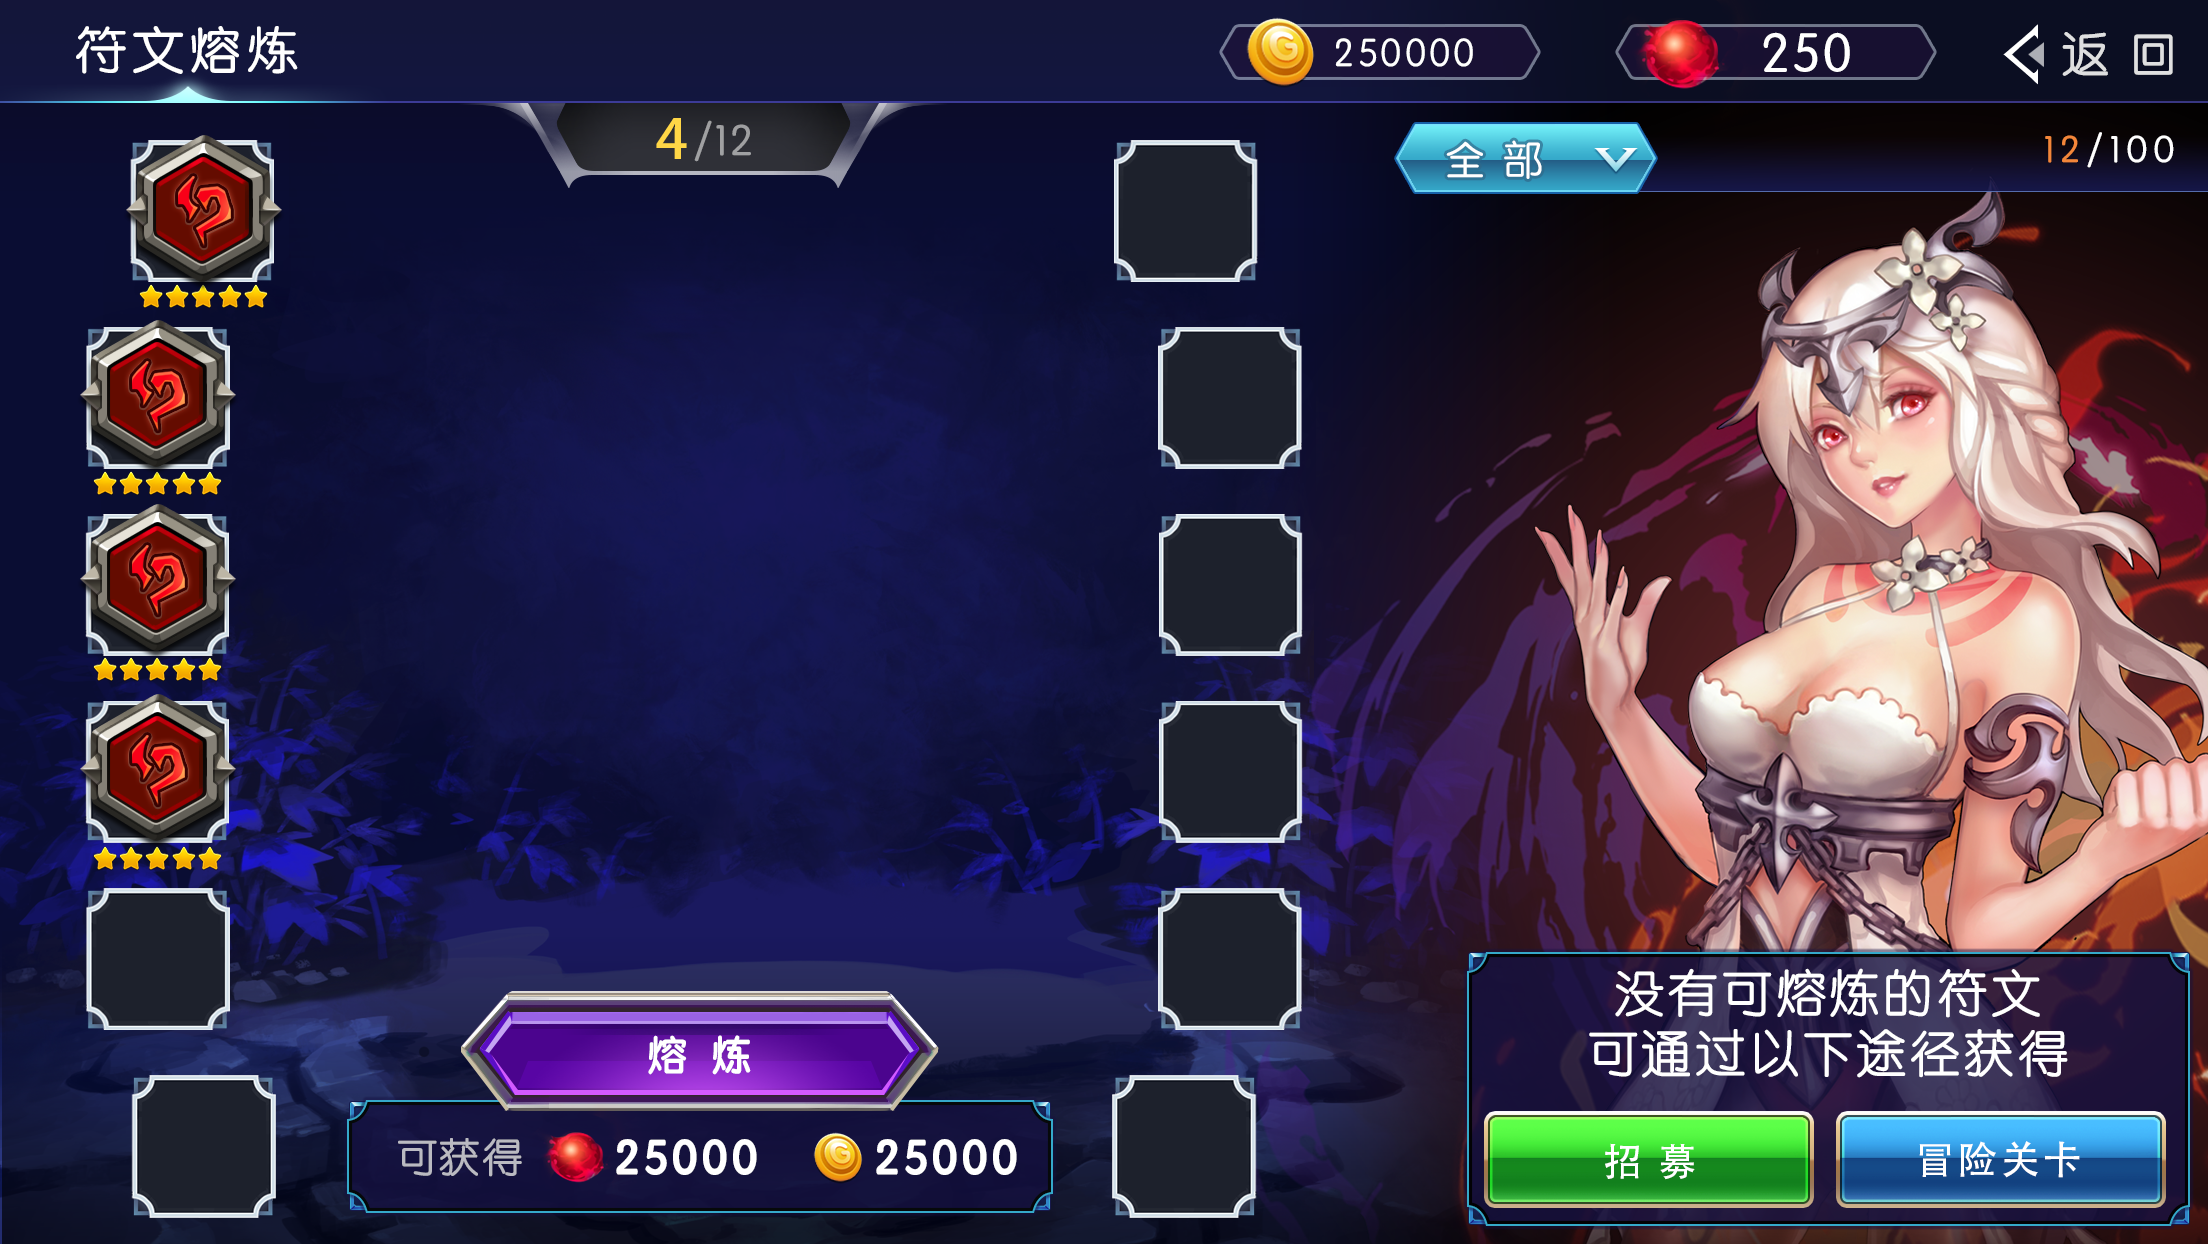 符文熔炼
250000
250
返回
4/12
全部
12/100
熔炼
可获得 25000 25000
没有可熔炼的符文
可通过以下途径获得
招募
冒险关卡